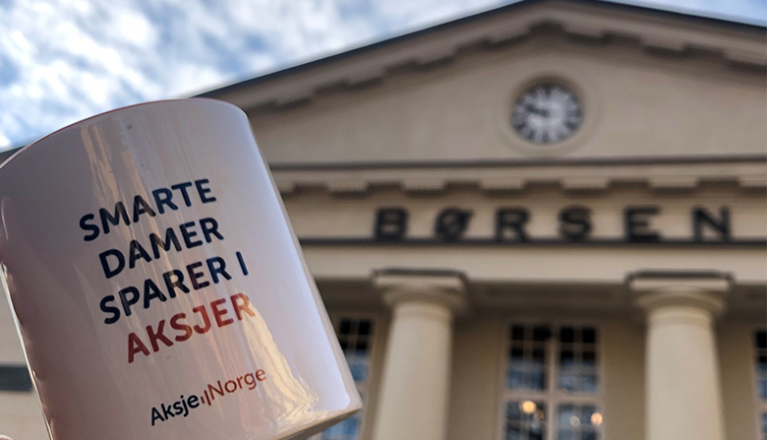 SMARTE
DAMER
SPARER I
AKSJER
AksjeNorge
BØRSEN